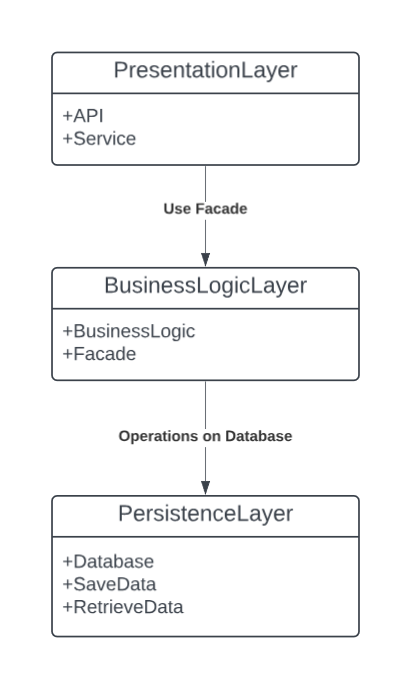 PresentationLayer
+API
+Service
Use Facade
BusinessLogicLayer
+BusinessLogic
+Facade
Operations on Database
PersistenceLayer
+Database
+SaveData
+RetrieveData